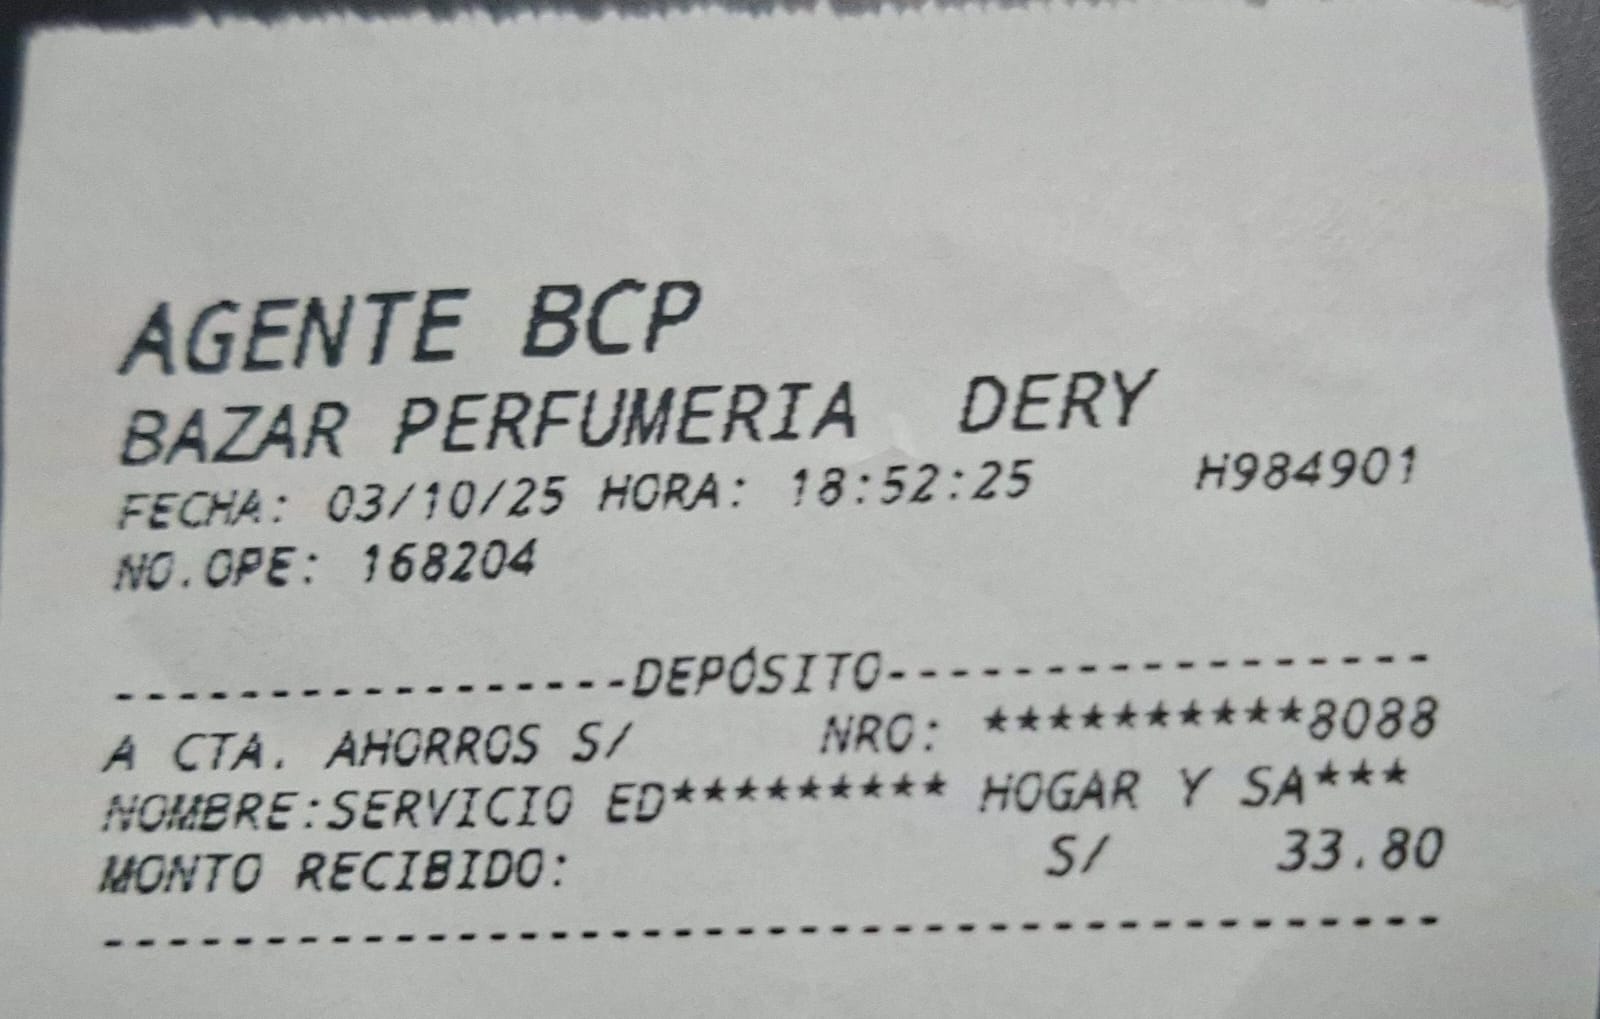 AGENTE BCP
BAZAR PERFUMERIA DERY
FECHA: 03/10/25 HORA: 18:52:25 H984901
NO.OPE: 168204
-----------------DEPÓSITO-----------------
A CTA. AHORROS S/ NRO: **********8088
NOMBRE:SERVICIO ED********* HOGAR Y SA***
MONTO RECIBIDO: S/ 33.80
------------------------------------------